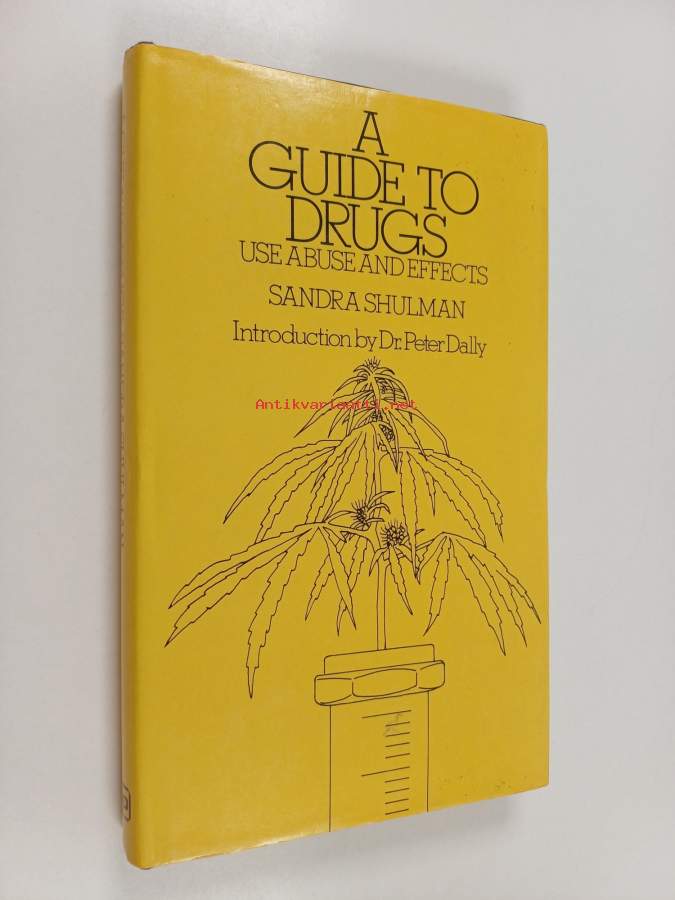 A
GUIDE TO
DRUGS
USE ABUSE AND EFFECTS
SANDRA SHULMAN
Introduction by Dr. Peter Dally
Antikvariaatti.net